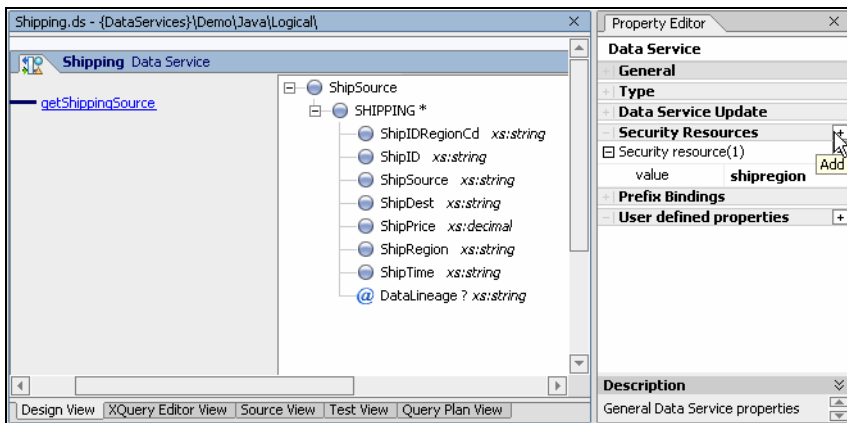 Shipping.ds - {DataServices}\Demo\Java\Logical\
Shipping Data Service
getShippingSource
ShipSource
SHIPPING *
ShipIDRegionCd xs:string
ShipID xs:string
ShipSource xs:string
ShipDest xs:string
ShipPrice xs:decimal
ShipRegion xs:string
ShipTime xs:string
@ DataLineage ? xs:string
Design View XQuery Editor View Source View Test View Query Plan View
Property Editor
Data Service
General
Type
Data Service Update
Security Resources
Security resource(1)
Add
value shipregion
Prefix Bindings
User defined properties
Description
General Data Service properties